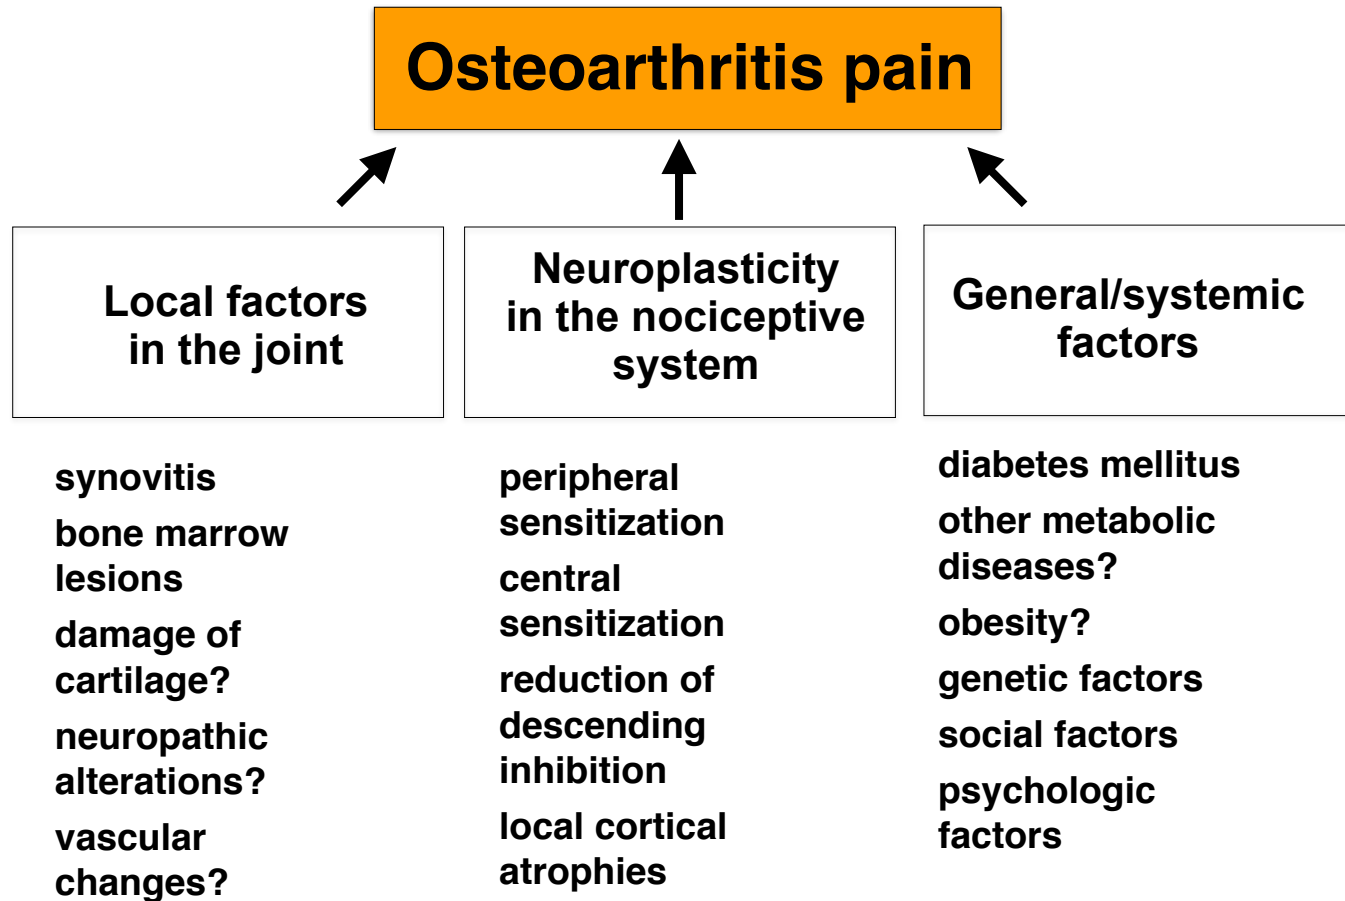 Osteoarthritis pain
Local factors
in the joint
synovitis
bone marrow
lesions
damage of
cartilage?
neuropathic
alterations?
vascular
changes?
Neuroplasticity
in the nociceptive
system
peripheral
sensitization
central
sensitization
reduction of
descending
inhibition
local cortical
atrophies
General/systemic
factors
diabetes mellitus
other metabolic
diseases?
obesity?
genetic factors
social factors
psychologic
factors